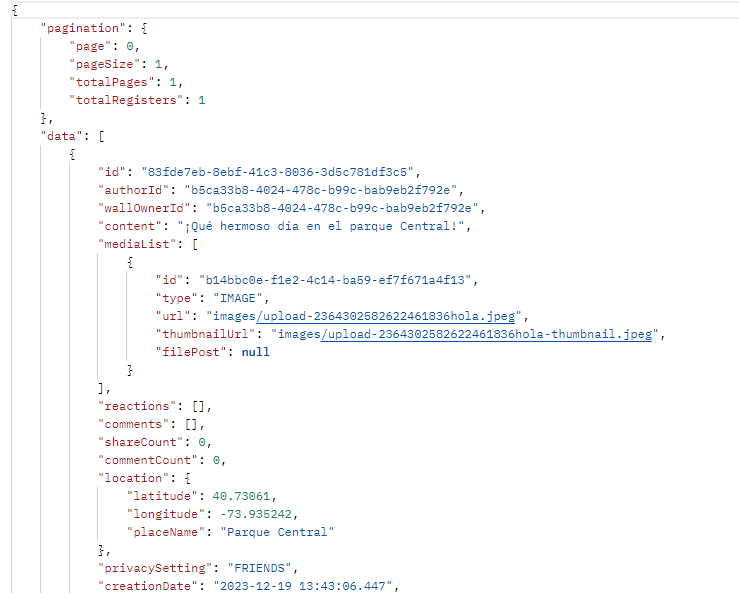 {
"pagination": {
"page": 0,
"pageSize": 1,
"totalPages": 1,
"totalRegisters": 1
},
"data": [
{
"id": "83fde7eb-8ebf-41c3-8036-3d5c781df3c5",
"authorId": "b5ca33b8-4024-478c-b99c-bab9eb2f792e",
"wallOwnerId": "b5ca33b8-4024-478c-b99c-bab9eb2f792e",
"content": "¡Qué hermoso día en el parque Central!",
"mediaList": [
{
"id": "b14bbc0e-f1e2-4c14-ba59-ef7f671a4f13",
"type": "IMAGE",
"url": "images/upload-2364302582622461836hola.jpeg",
"thumbnailUrl": "images/upload-2364302582622461836hola-thumbnail.jpeg",
"filePost": null
}
],
"reactions": [],
"comments": [],
"shareCount": 0,
"commentCount": 0,
"location": {
"latitude": 40.73061,
"longitude": -73.935242,
"placeName": "Parque Central"
},
"privacySetting": "FRIENDS",
"creationDate": "2023-12-19 13:43:06.447",